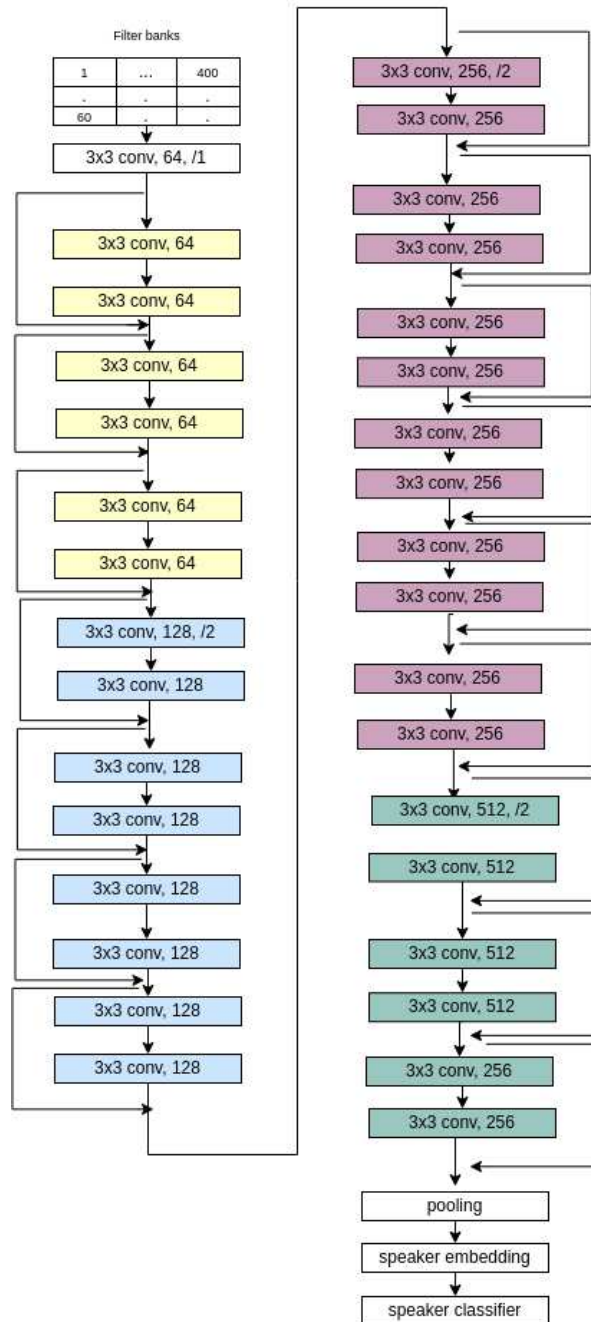 Filter banks
1 ... 400
. . .
60 . .
3x3 conv, 64, /1
3x3 conv, 64
3x3 conv, 64
3x3 conv, 64
3x3 conv, 64
3x3 conv, 64
3x3 conv, 64
3x3 conv, 128, /2
3x3 conv, 128
3x3 conv, 128
3x3 conv, 128
3x3 conv, 128
3x3 conv, 128
3x3 conv, 128
3x3 conv, 128
3x3 conv, 256, /2
3x3 conv, 256
3x3 conv, 256
3x3 conv, 256
3x3 conv, 256
3x3 conv, 256
3x3 conv, 256
3x3 conv, 256
3x3 conv, 256
3x3 conv, 256
3x3 conv, 256
3x3 conv, 256
3x3 conv, 512, /2
3x3 conv, 512
3x3 conv, 512
3x3 conv, 512
3x3 conv, 256
3x3 conv, 256
pooling
speaker embedding
speaker classifier